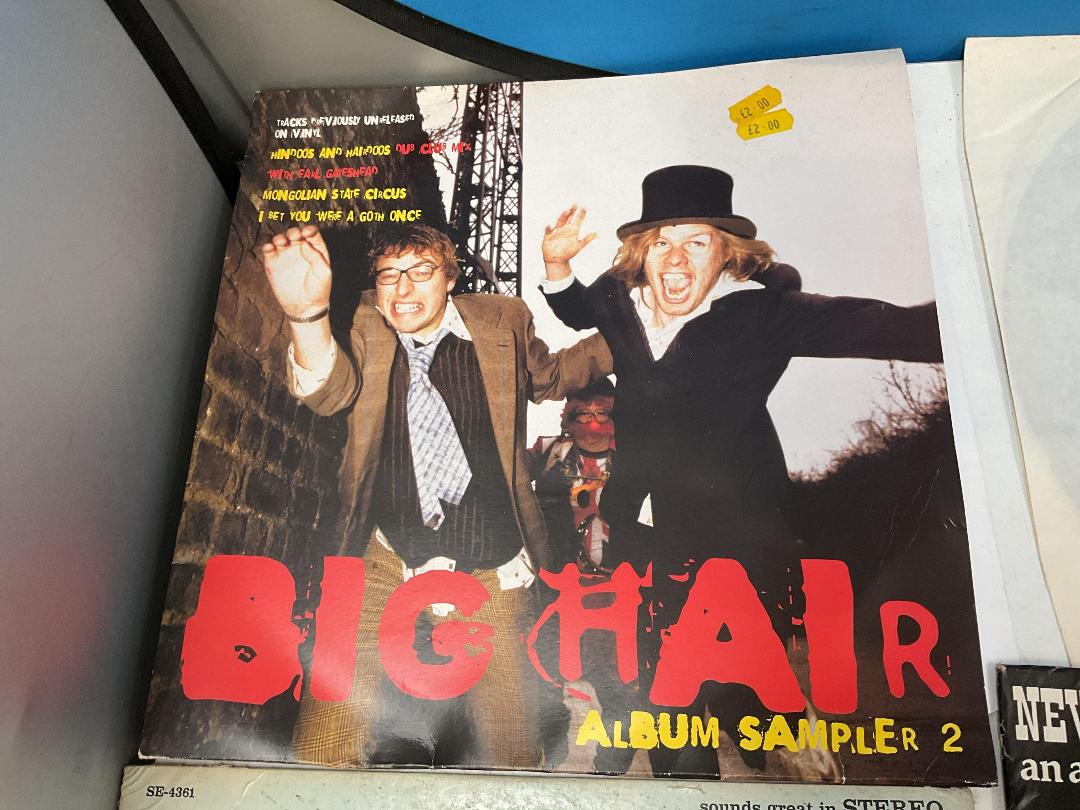 TRACKS PREVIOUSLY UNRELEASED
ON VINYL
HINDOOS AND HAIRDOOS DUB CLUB MIX
WITH EARL GATESHEAD
MONGOLIAN STATE CIRCUS
I BET YOU WERE A GOTH ONCE
£2.00
£2.00
BIG HAIR
ALBUM SAMPLER 2
NEW
an a
SE-4361
sounds great in STEREO